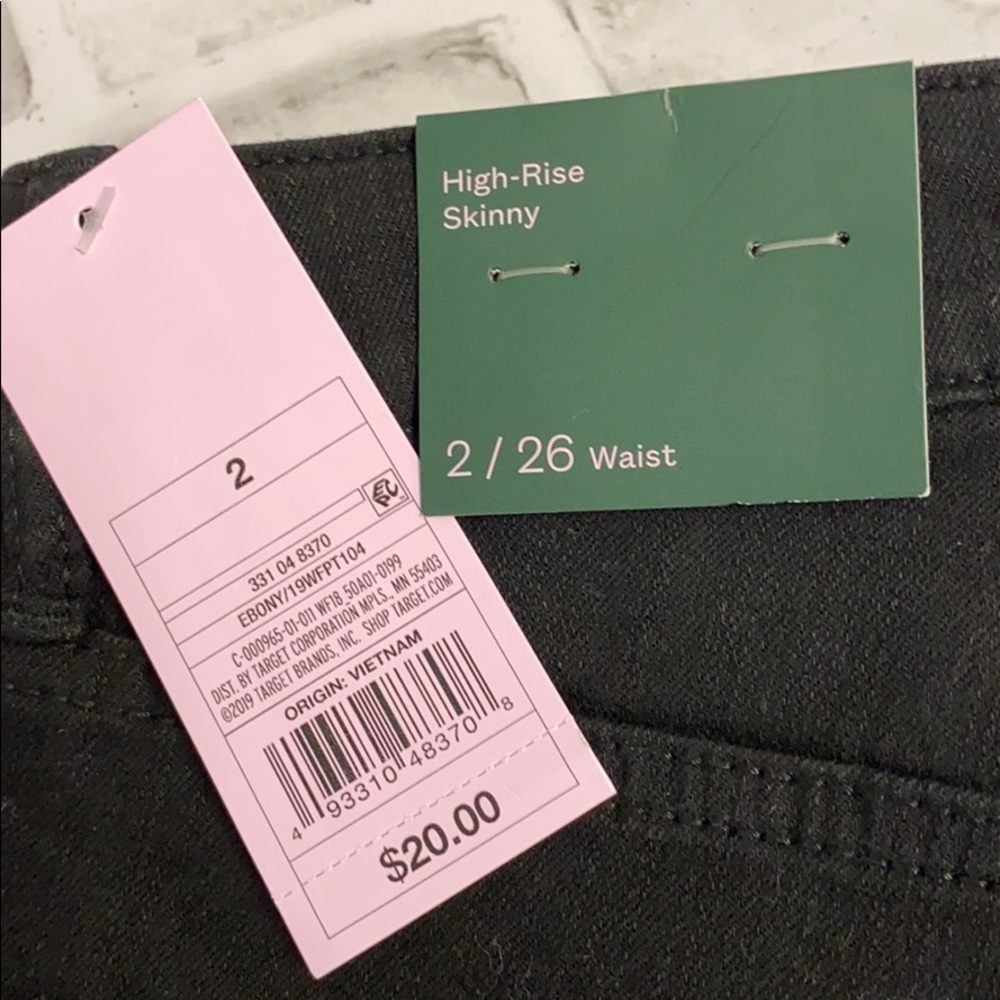 High-Rise
Skinny
2 / 26 Waist
2
EPC
331 04 8370
EBONY/19WFPT104
C-000965-01-011 WF18_50A01-0199
DIST. BY TARGET CORPORATION MPLS., MN 55403
©2019 TARGET BRANDS, INC. SHOP TARGET.COM
ORIGIN: VIETNAM
4 93310 48370 8
$20.00